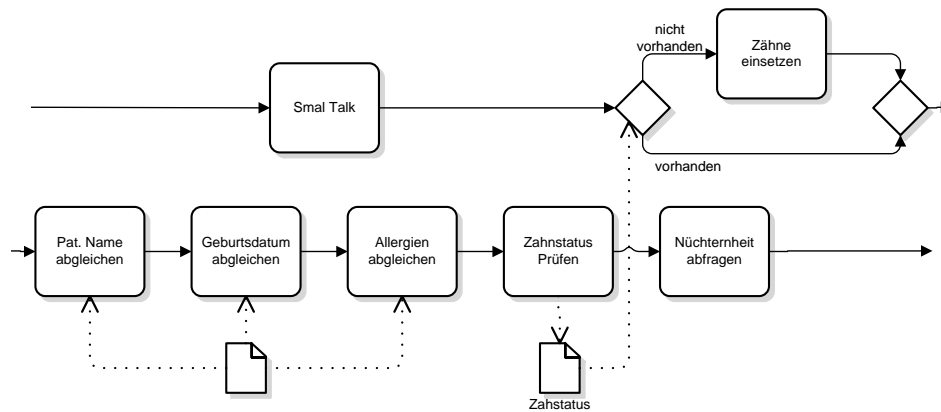 nicht
vorhanden
Zähne
einsetzen
Smal Talk
vorhanden
Pat. Name
abgleichen
Geburtsdatum
abgleichen
Allergien
abgleichen
Zahnstatus
Prüfen
Nüchternheit
abfragen
Zahstatus